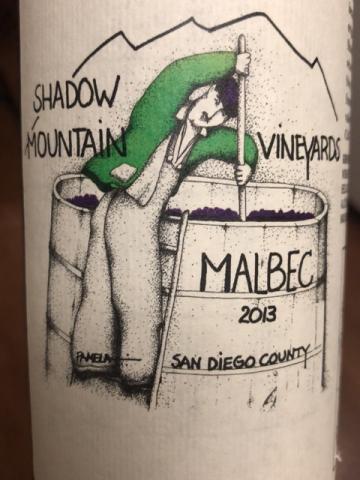 SHADOW
MOUNTAIN VINEYARDS
MALBEC
2013
PAMELA
SAN DIEGO COUNTY